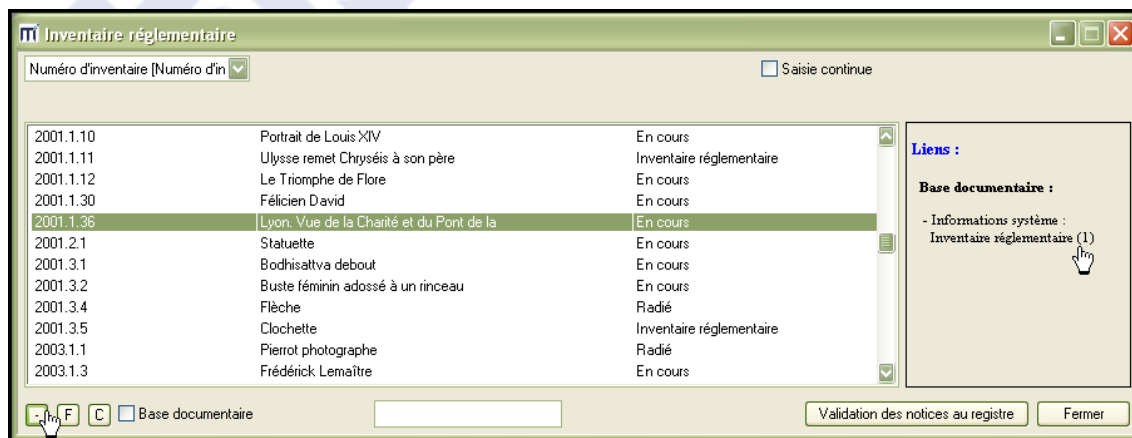 Inventaire réglementaire
Numéro d'inventaire [Numéro d'in
Saisie continue
2001.1.10 Portrait de Louis XIV En cours
2001.1.11 Ulysse remet Chryséis à son père Inventaire réglementaire
2001.1.12 Le Triomphe de Flore En cours
2001.1.30 Félicien David En cours
2001.1.36 Lyon. Vue de la Charité et du Pont de la En cours
2001.2.1 Statuette En cours
2001.3.1 Bodhisattva debout En cours
2001.3.2 Buste féminin adossé à un rinceau En cours
2001.3.4 Flèche Radié
2001.3.5 Clochette Inventaire réglementaire
2003.1.1 Pierrot photographe Radié
2003.1.3 Frédérick Lemaître En cours
Liens :
Base documentaire :
- Informations système :
Inventaire réglementaire (1)
- F C Base documentaire
Validation des notices au registre Fermer